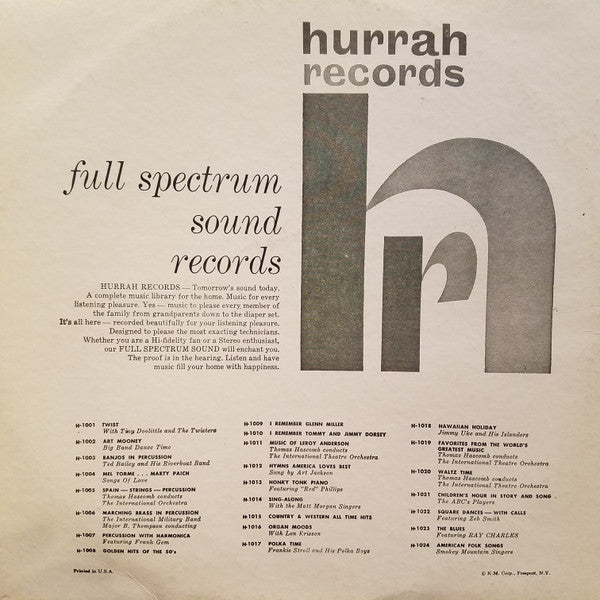 hurrah
records
hr
full spectrum
sound
records
HURRAH RECORDS — Tomorrow's sound today.
A complete music library for the home. Music for every
listening pleasure. Yes — music to please every member of
the family from grandparents down to the diaper set.
It's all here — recorded beautifully for your listening pleasure.
Designed to please the most exacting technicians.
Whether you are a Hi-fidelity fan or a Stereo enthusiast,
our FULL SPECTRUM SOUND will enchant you.
The proof is in the hearing. Listen and have
music fill your home with happiness.
H-1001 TWIST
With Tiny Doolittle and The Twisters
H-1002 ART MOONEY
Big Band Dance Time
H-1003 BANJOS IN PERCUSSION
Ted Bailey and His Riverboat Band
H-1004 MEL TORME . . . MARTY PAICH
Songs Of Love
H-1005 SPAIN — STRINGS — PERCUSSION
Thomas Hascomb conducts
The International Orchestra
H-1006 MARCHING BRASS IN PERCUSSION
The International Military Band
Major B. Thompson conducting
H-1007 PERCUSSION WITH HARMONICA
Featuring Frank Gem
H-1008 GOLDEN HITS OF THE 50's
H-1009 I REMEMBER GLENN MILLER
H-1010 I REMEMBER TOMMY AND JIMMY DORSEY
H-1011 MUSIC OF LEROY ANDERSON
Thomas Hascomb conducts
The International Theatre Orchestra
H-1012 HYMNS AMERICA LOVES BEST
Sung by Art Jackson
H-1013 HONKY TONK PIANO
Featuring "Red" Phillips
H-1014 SING-ALONG
With the Matt Morgan Singers
H-1015 COUNTRY & WESTERN ALL TIME HITS
H-1016 ORGAN MOODS
With Len Krisson
H-1017 POLKA TIME
Frankie Stroll and His Polka Boys
H-1018 HAWAIIAN HOLIDAY
Jimmy Uke and His Islanders
H-1019 FAVORITES FROM THE WORLD'S
GREATEST MUSIC
Thomas Hascomb conducts
The International Theatre Orchestra
H-1020 WALTZ TIME
Thomas Hascomb conducts
The International Theatre Orchestra
H-1021 CHILDREN'S HOUR IN STORY AND SONG
The ABC's Players
H-1022 SQUARE DANCES — WITH CALLS
Featuring Zeb Smith
H-1023 THE BLUES
Featuring RAY CHARLES
H-1024 AMERICAN FOLK SONGS
Smokey Mountain Singers
Printed in U.S.A.
© K.M. Corp., Freeport, N.Y.